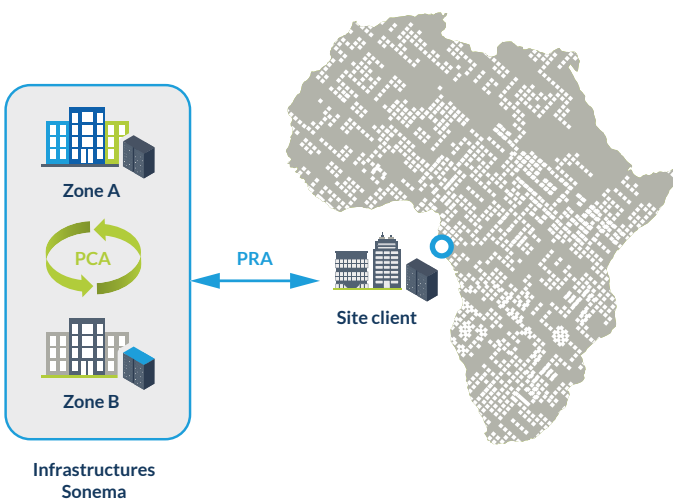 Zone A
PCA
Zone B
PRA
Site client
Infrastructures
Sonema